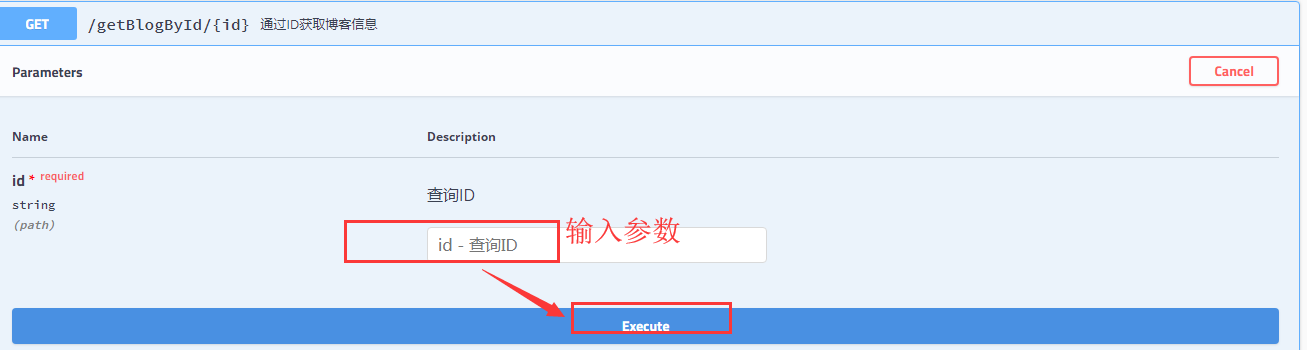 GET /getBlogById/{id} 通过ID获取博客信息
Parameters Cancel
Name Description
id * required
string
(path)
查询ID
id - 查询ID 输入参数
Execute